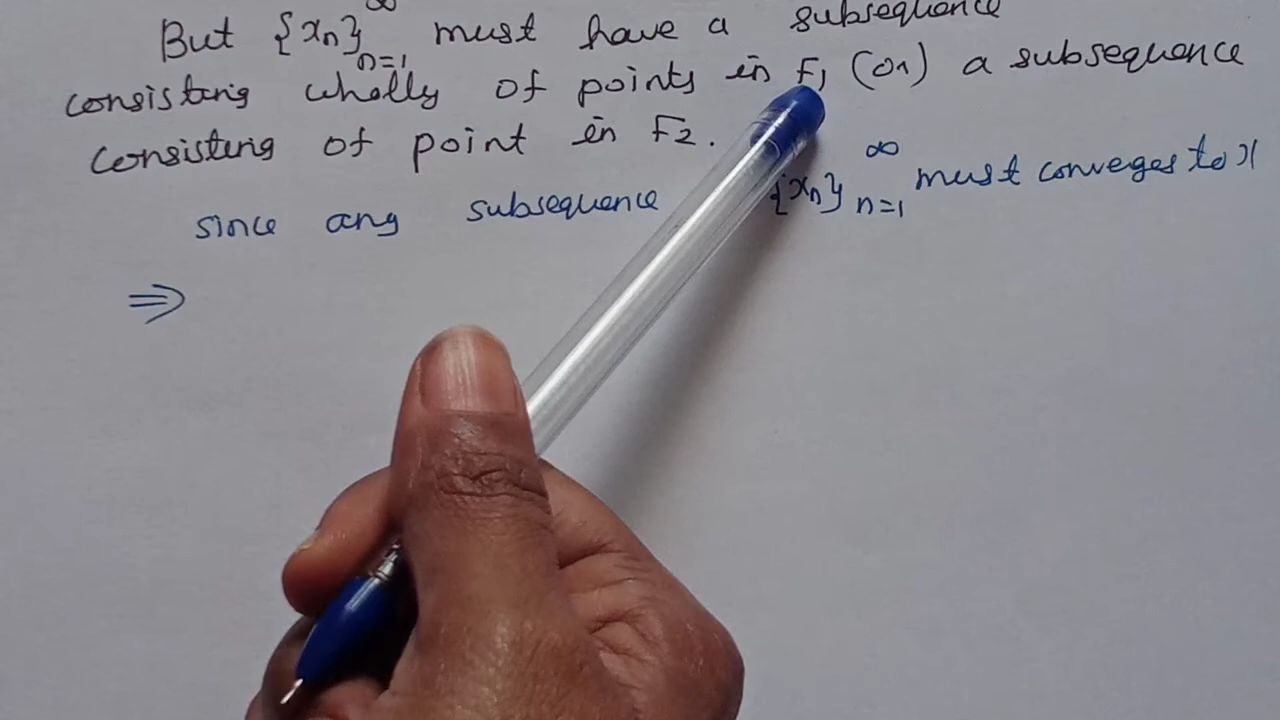 But {xn}∞n=1 must have a subsequence
consisting wholly of points in F1 (or) a subsequence
consisting of point in F2.
since any subsequence {xn}∞n=1 must conveges to x
⇒